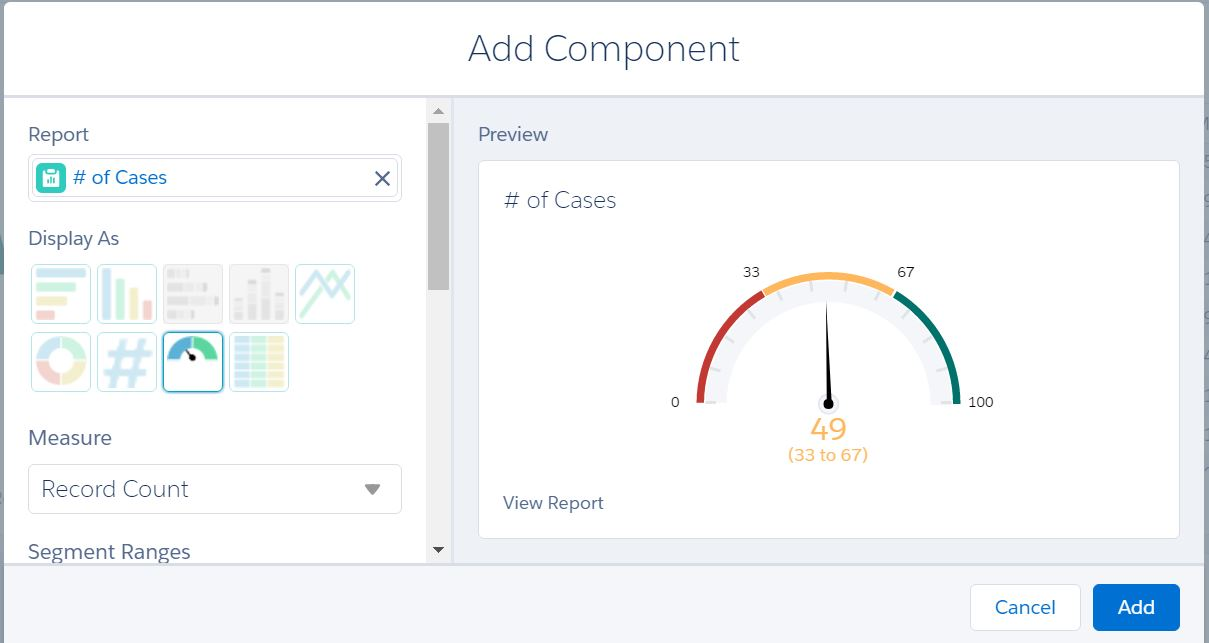 Add Component
Report
# of Cases
Display As
#
Measure
Record Count
Segment Ranges
Preview
# of Cases
33
67
0
100
49
(33 to 67)
View Report
Cancel
Add